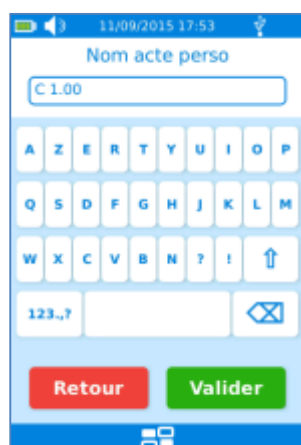 11/09/2015 17:53
Nom acte perso
C 1.00
A Z E R T Y U I O P
Q S D F G H J K L M
W X C V B N ? !
123.,?
Retour Valider